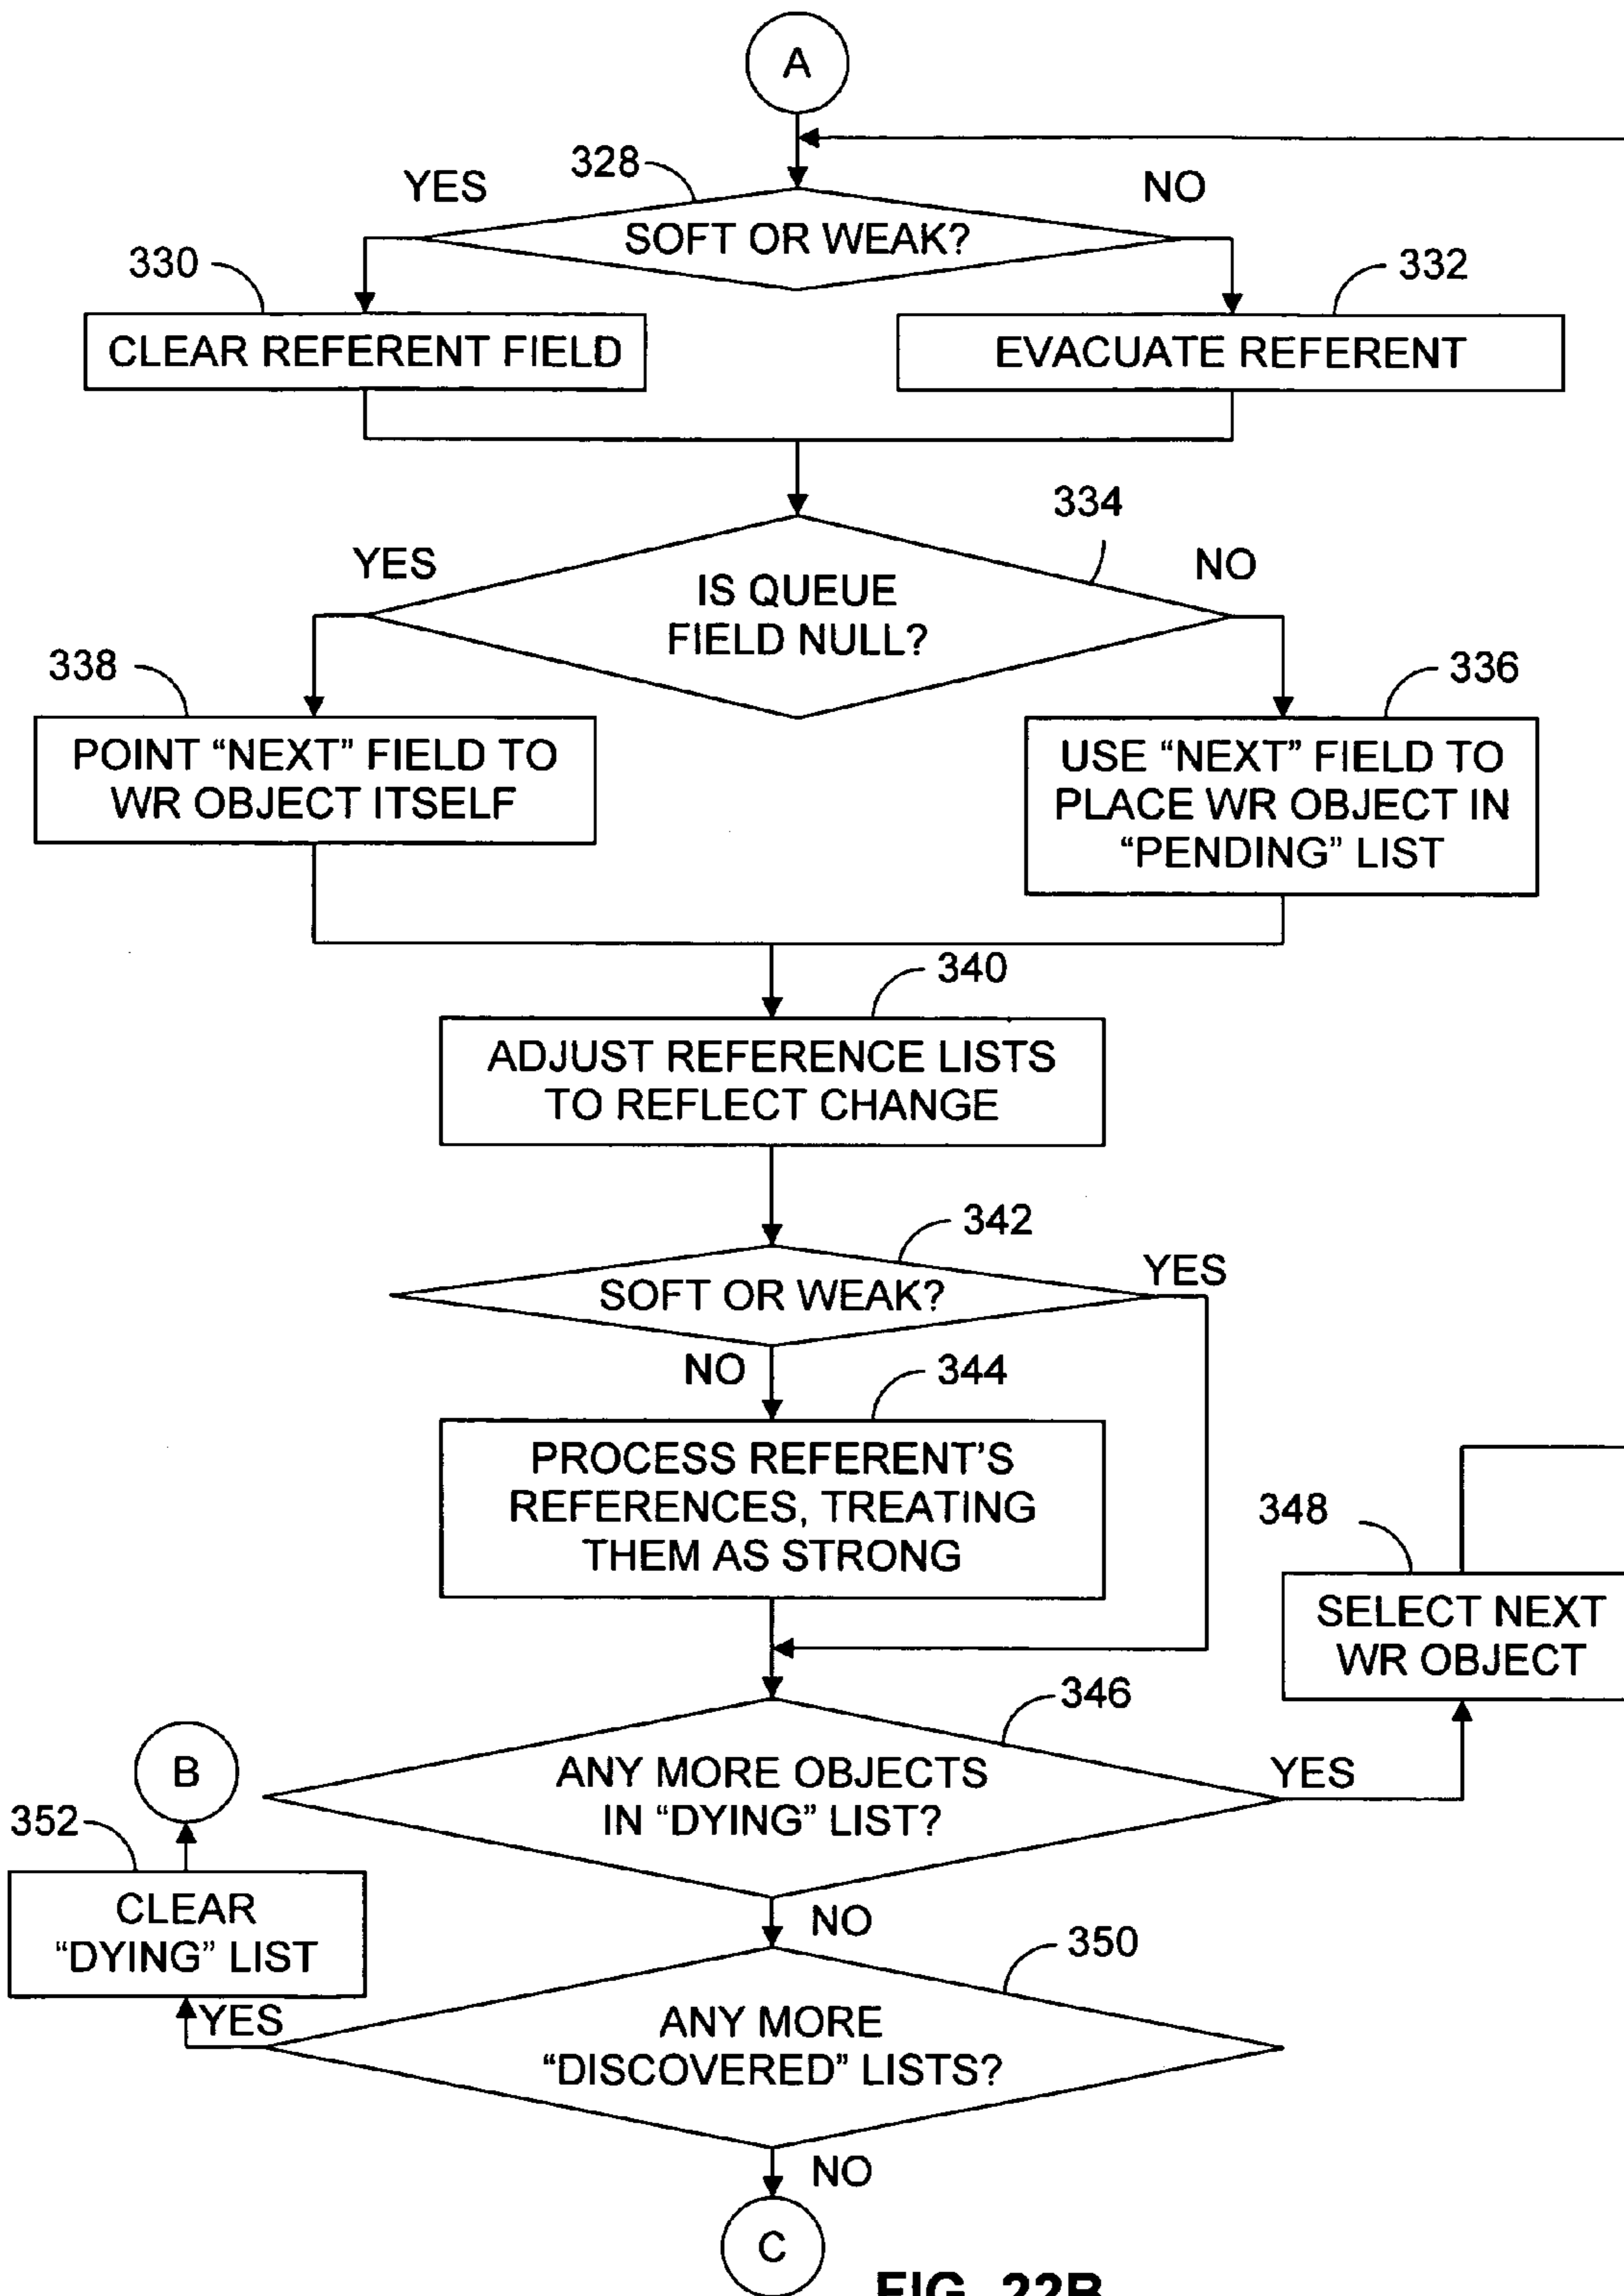 A
328
YES
NO
SOFT OR WEAK?
330
332
CLEAR REFERENT FIELD
EVACUATE REFERENT
334
YES
NO
IS QUEUE
FIELD NULL?
338
336
POINT “NEXT” FIELD TO
WR OBJECT ITSELF
USE “NEXT” FIELD TO
PLACE WR OBJECT IN
“PENDING” LIST
340
ADJUST REFERENCE LISTS
TO REFLECT CHANGE
342
YES
SOFT OR WEAK?
NO
344
PROCESS REFERENT’S
REFERENCES, TREATING
THEM AS STRONG
348
SELECT NEXT
WR OBJECT
346
ANY MORE OBJECTS
IN “DYING” LIST?
YES
B
352
CLEAR
“DYING” LIST
NO
350
YES
ANY MORE
“DISCOVERED” LISTS?
NO
C
FIG. 22B